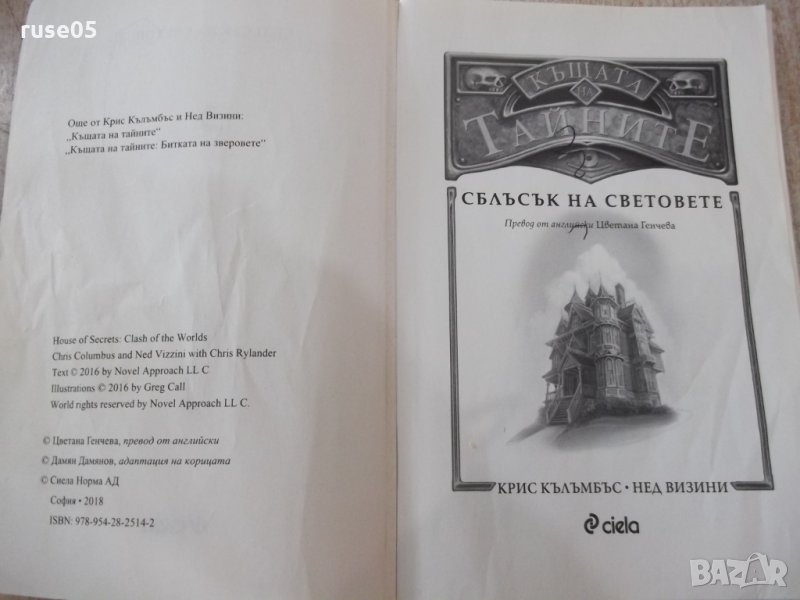 ruse05
Още от Крис Кълъмбъс и Нед Визини:
„Къщата на тайните“
„Къщата на тайните: Битката на зверовете“
House of Secrets: Clash of the Worlds
Chris Columbus and Ned Vizzini with Chris Rylander
Text © 2016 by Novel Approach LL C
Illustrations © 2016 by Greg Call
World rights reserved by Novel Approach LL C.
© Цветана Генчева, превод от английски
© Дамян Дамянов, адаптация на корицата
© Сиела Норма АД
София • 2018
ISBN: 978-954-28-2514-2
КЪЩАТА
НА
ТАЙНИТЕ
СБЛЪСЪК НА СВЕТОВЕТЕ
Превод от английски Цветана Генчева
КРИС КЪЛЪМБЪС • НЕД ВИЗИНИ
ciela
BAZAR
bazar.bg